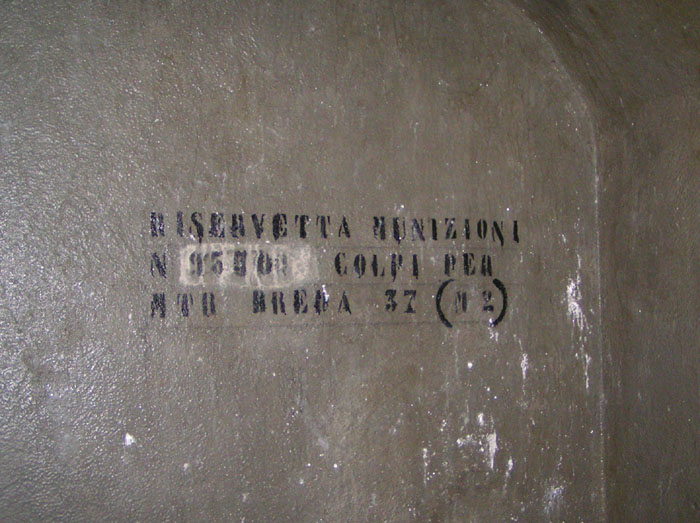 RISERVETTA MUNIZIONI
N COLPI PER
MTR BREDA 37 (M 2)